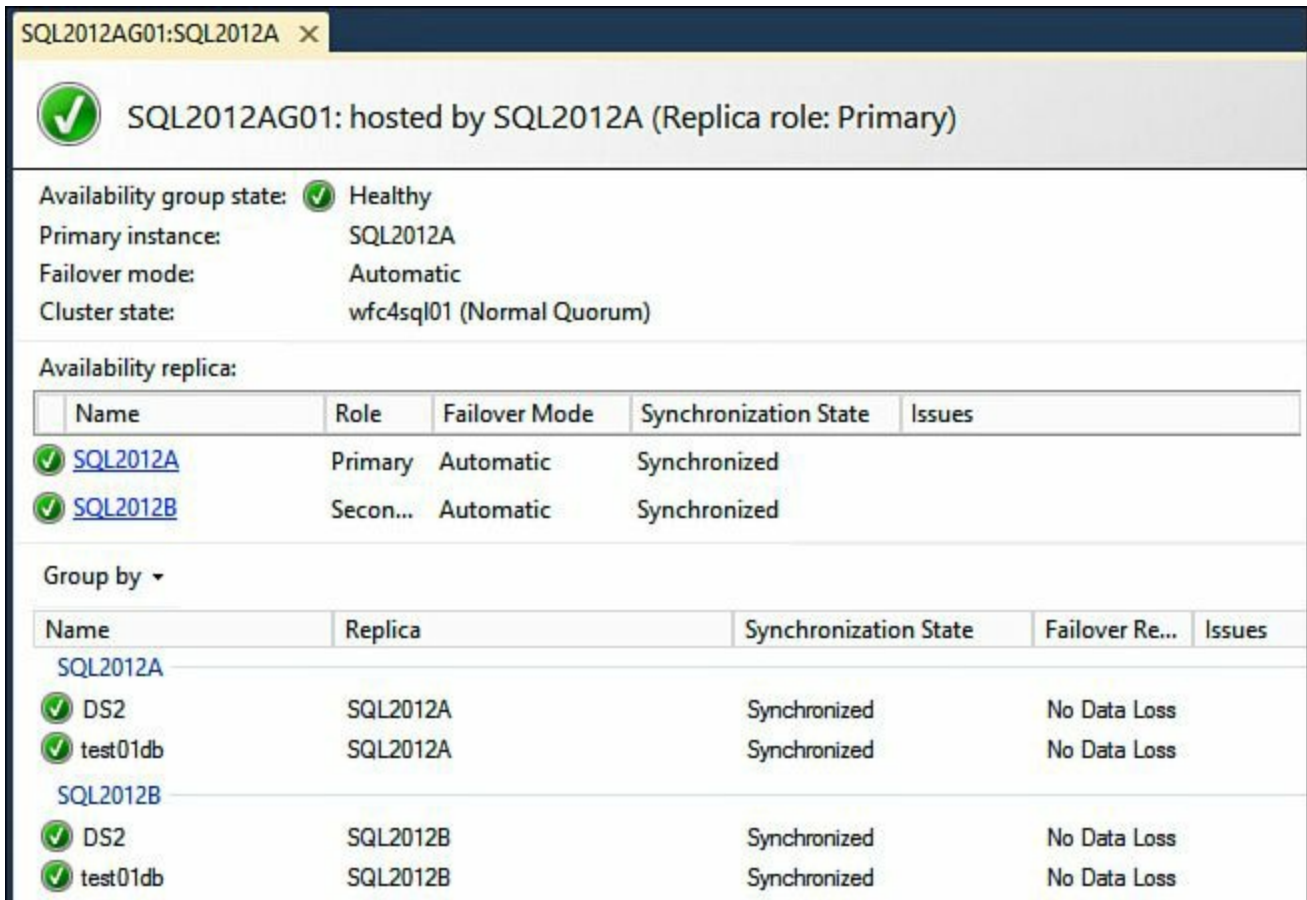 SQL2012AG01:SQL2012A
SQL2012AG01: hosted by SQL2012A (Replica role: Primary)
Availability group state: Healthy
Primary instance: SQL2012A
Failover mode: Automatic
Cluster state: wfc4sql01 (Normal Quorum)
Availability replica:
Name Role Failover Mode Synchronization State Issues
SQL2012A Primary Automatic Synchronized
SQL2012B Secon... Automatic Synchronized
Group by
Name Replica Synchronization State Failover Re... Issues
SQL2012A
DS2 SQL2012A Synchronized No Data Loss
test01db SQL2012A Synchronized No Data Loss
SQL2012B
DS2 SQL2012B Synchronized No Data Loss
test01db SQL2012B Synchronized No Data Loss